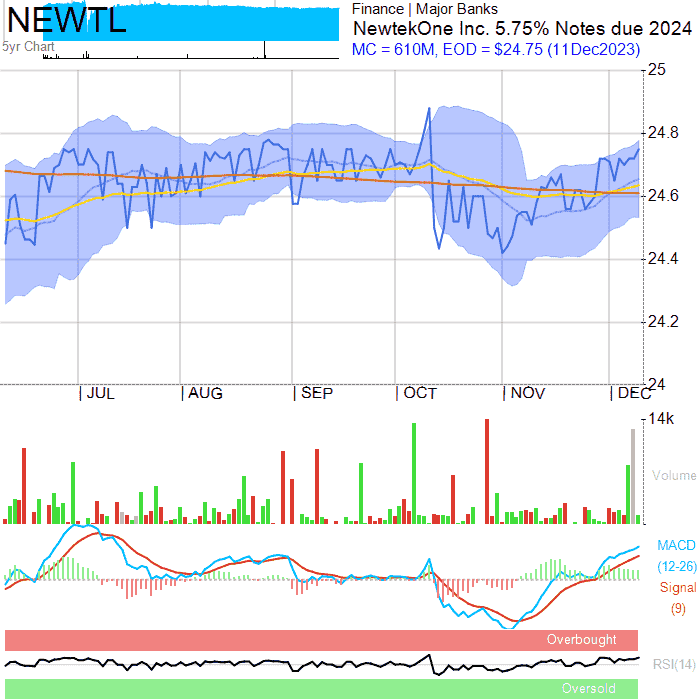 NEWTL
5yr Chart
Finance | Major Banks
NewtekOne Inc. 5.75% Notes due 2024
MC = 610M, EOD = $24.75 (11Dec2023)
25
24.8
24.6
24.4
24.2
24
JUL
AUG
SEP
OCT
NOV
DEC
14k
Volume
MACD
(12-26)
Signal
(9)
Overbought
RSI(14)
Oversold